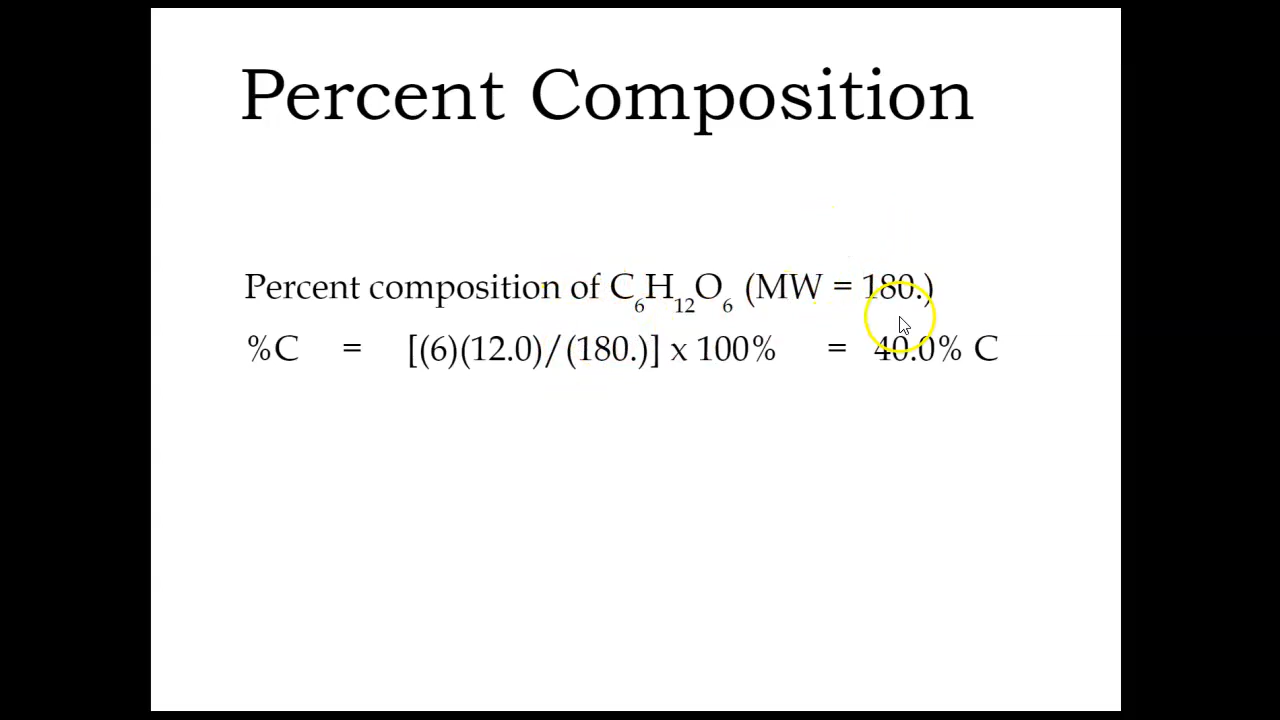 Percent Composition
Percent composition of C₆H₁₂O₆ (MW = 180.)
%C = [(6)(12.0)/(180.)] x 100% = 40.0% C